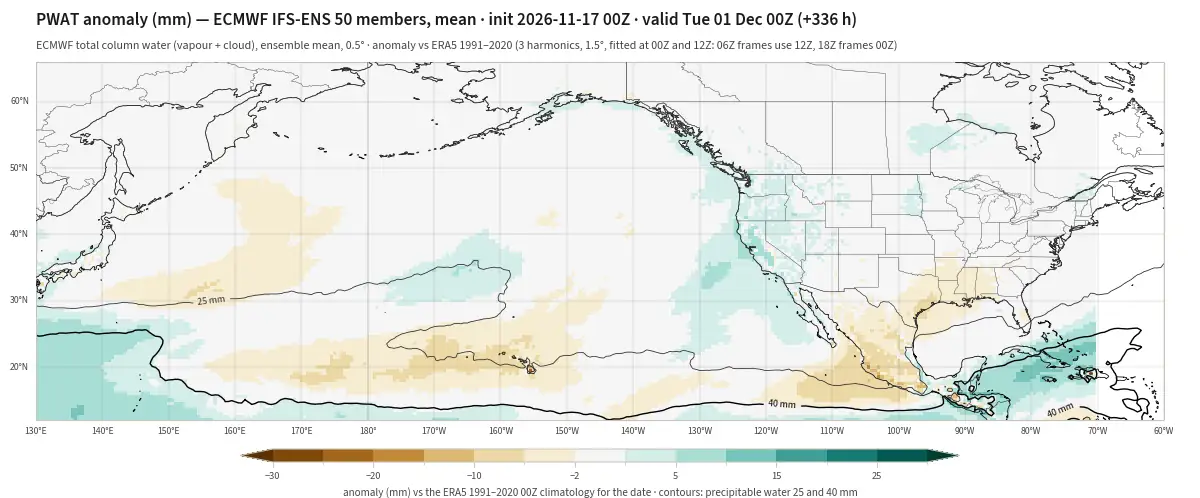 PWAT anomaly (mm) — ECMWF IFS-ENS 50 members, mean · init 2026-11-17 00Z · valid Tue 01 Dec 00Z (+336 h)
ECMWF total column water (vapour + cloud), ensemble mean, 0.5° · anomaly vs ERA5 1991–2020 (3 harmonics, 1.5°, fitted at 00Z and 12Z: 06Z frames use 12Z, 18Z frames 00Z)
60°N
50°N
40°N
30°N
20°N
25 mm
40 mm
40 mm
130°E 140°E 150°E 160°E 170°E 180° 170°W 160°W 150°W 140°W 130°W 120°W 110°W 100°W 90°W 80°W 70°W 60°W
−30 −20 −10 −2 5 15 25
anomaly (mm) vs the ERA5 1991–2020 00Z climatology for the date · contours: precipitable water 25 and 40 mm